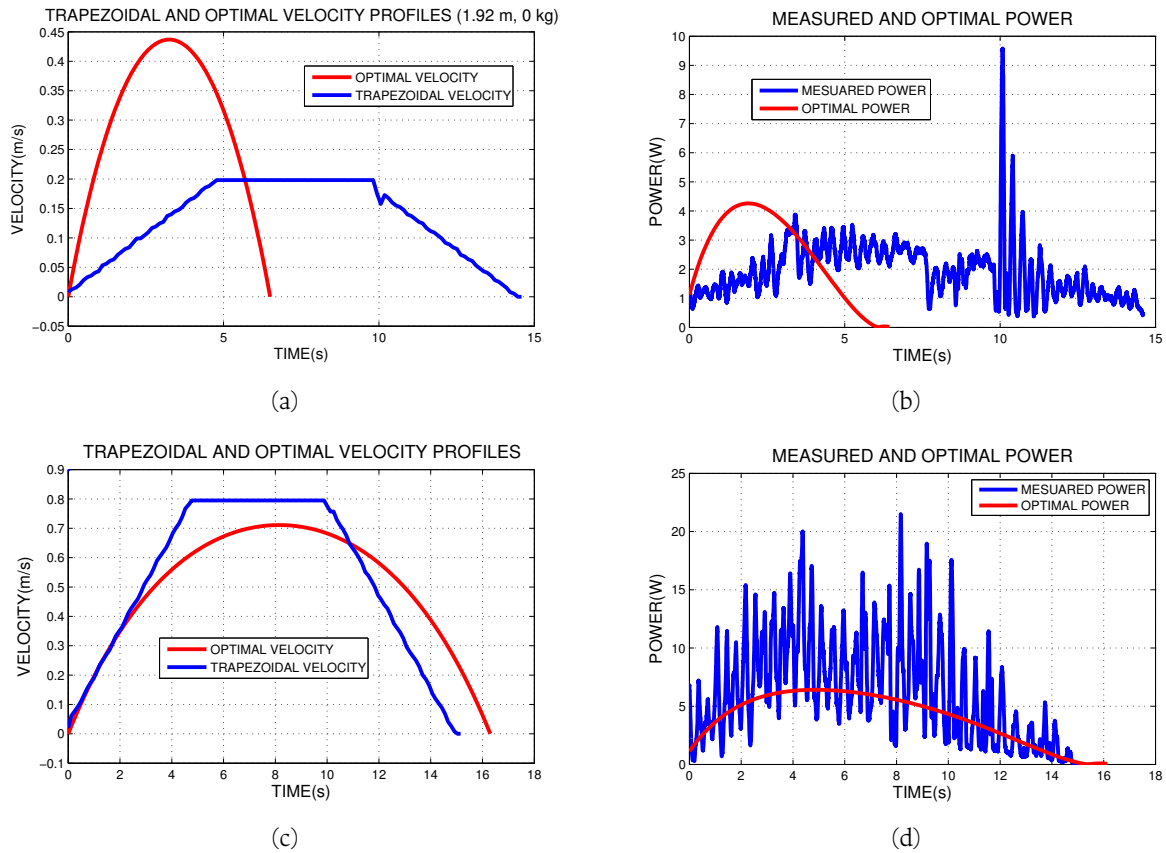 TRAPEZOIDAL AND OPTIMAL VELOCITY PROFILES (1.92 m, 0 kg)
0.45
0.4
0.35
0.3
0.25
0.2
0.15
0.1
0.05
0
−0.05
VELOCITY(m/s)
OPTIMAL VELOCITY
TRAPEZOIDAL VELOCITY
0 5 10 15
TIME(s)
(a)
MEASURED AND OPTIMAL POWER
10
9
8
7
6
5
4
3
2
1
0
POWER(W)
MESUARED POWER
OPTIMAL POWER
0 5 10 15
TIME(s)
(b)
TRAPEZOIDAL AND OPTIMAL VELOCITY PROFILES
0.9
0.8
0.7
0.6
0.5
0.4
0.3
0.2
0.1
0
−0.1
VELOCITY(m/s)
OPTIMAL VELOCITY
TRAPEZOIDAL VELOCITY
0 2 4 6 8 10 12 14 16 18
TIME(s)
(c)
MEASURED AND OPTIMAL POWER
25
20
15
10
5
0
POWER(W)
MESUARED POWER
OPTIMAL POWER
0 2 4 6 8 10 12 14 16 18
TIME(s)
(d)